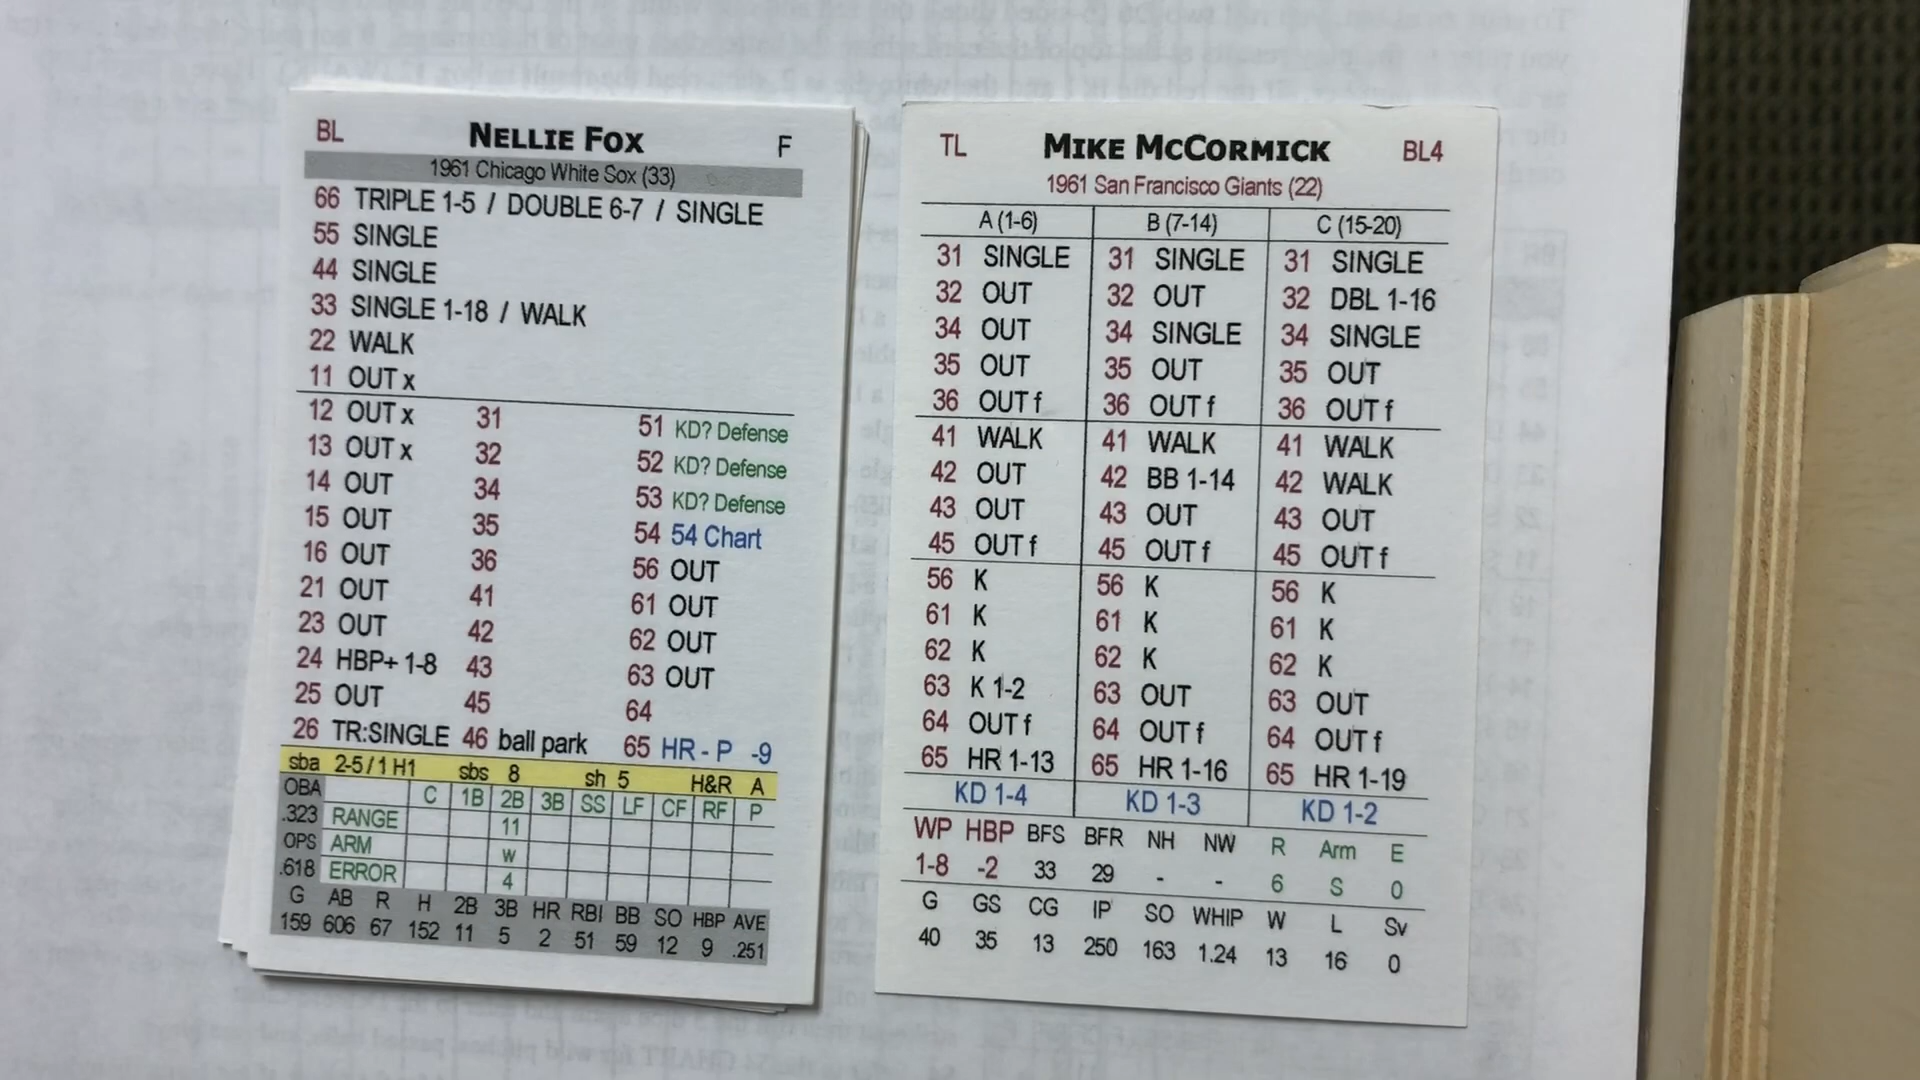 BL NELLIE FOX F
1961 Chicago White Sox (33)
66 TRIPLE 1-5 / DOUBLE 6-7 / SINGLE
55 SINGLE
44 SINGLE
33 SINGLE 1-18 / WALK
22 WALK
11 OUT x
12 OUT x 31 51 KD? Defense
13 OUT x 32 52 KD? Defense
14 OUT 34 53 KD? Defense
15 OUT 35 54 54 Chart
16 OUT 36 56 OUT
21 OUT 41 61 OUT
23 OUT 42 62 OUT
24 HBP+ 1-8 43 63 OUT
25 OUT 45 64
26 TR:SINGLE 46 ball park 65 HR - P -9
sba 2-5/1 H1 sbs 8 sh 5 H&R A
OBA C 1B 2B 3B SS LF CF RF P
.323 RANGE 11
OPS ARM w
.618 ERROR 4
G AB R H 2B 3B HR RBI BB SO HBP AVE
159 606 67 152 11 5 2 51 59 12 9 .251
TL MIKE MCCORMICK BL4
1961 San Francisco Giants (22)
A (1-6) B (7-14) C (15-20)
31 SINGLE 31 SINGLE 31 SINGLE
32 OUT 32 OUT 32 DBL 1-16
34 OUT 34 SINGLE 34 SINGLE
35 OUT 35 OUT 35 OUT
36 OUT f 36 OUT f 36 OUT f
41 WALK 41 WALK 41 WALK
42 OUT 42 BB 1-14 42 WALK
43 OUT 43 OUT 43 OUT
45 OUT f 45 OUT f 45 OUT f
56 K 56 K 56 K
61 K 61 K 61 K
62 K 62 K 62 K
63 K 1-2 63 OUT 63 OUT
64 OUT f 64 OUT f 64 OUT f
65 HR 1-13 65 HR 1-16 65 HR 1-19
KD 1-4 KD 1-3 KD 1-2
WP HBP BFS BFR NH NW R Arm E
1-8 -2 33 29 - - 6 S 0
G GS CG IP SO WHIP W L Sv
40 35 13 250 163 1.24 13 16 0